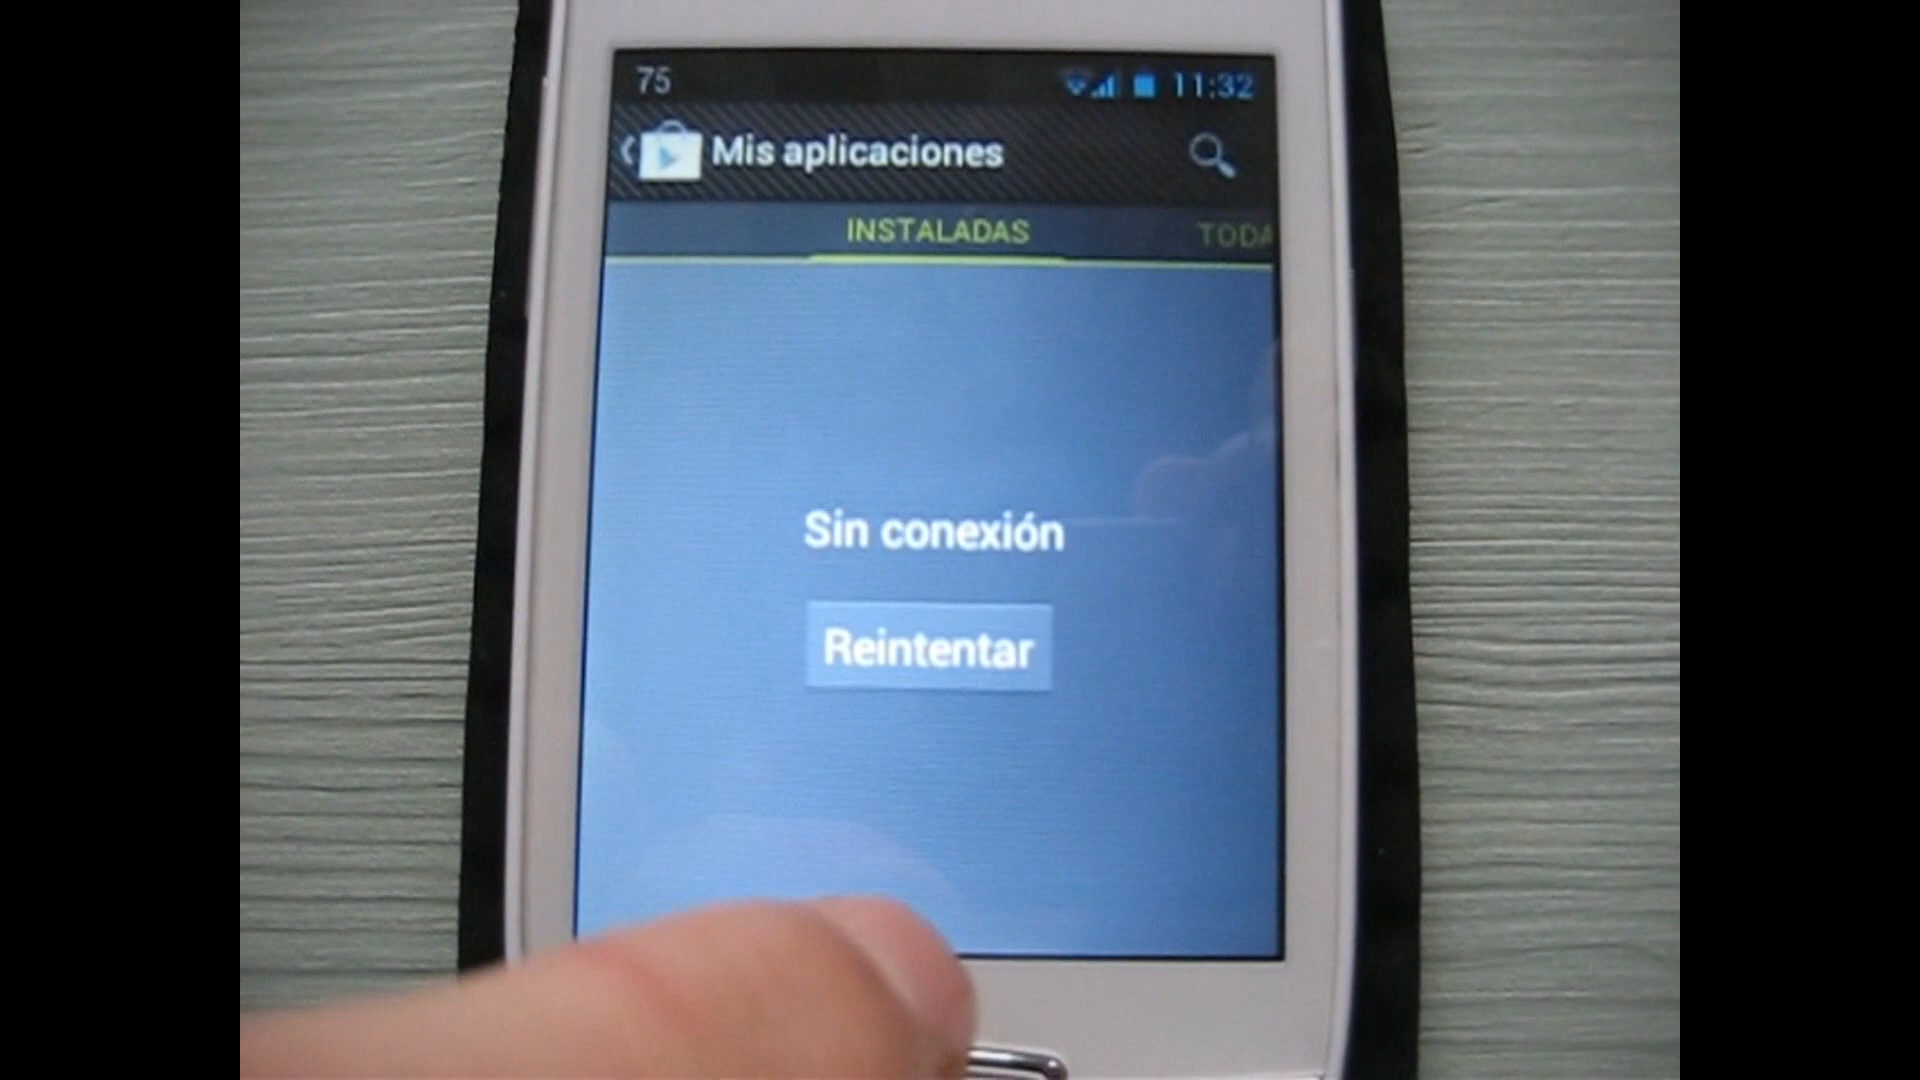 75 11:32
Mis aplicaciones
INSTALADAS TODA
Sin conexión
Reintentar